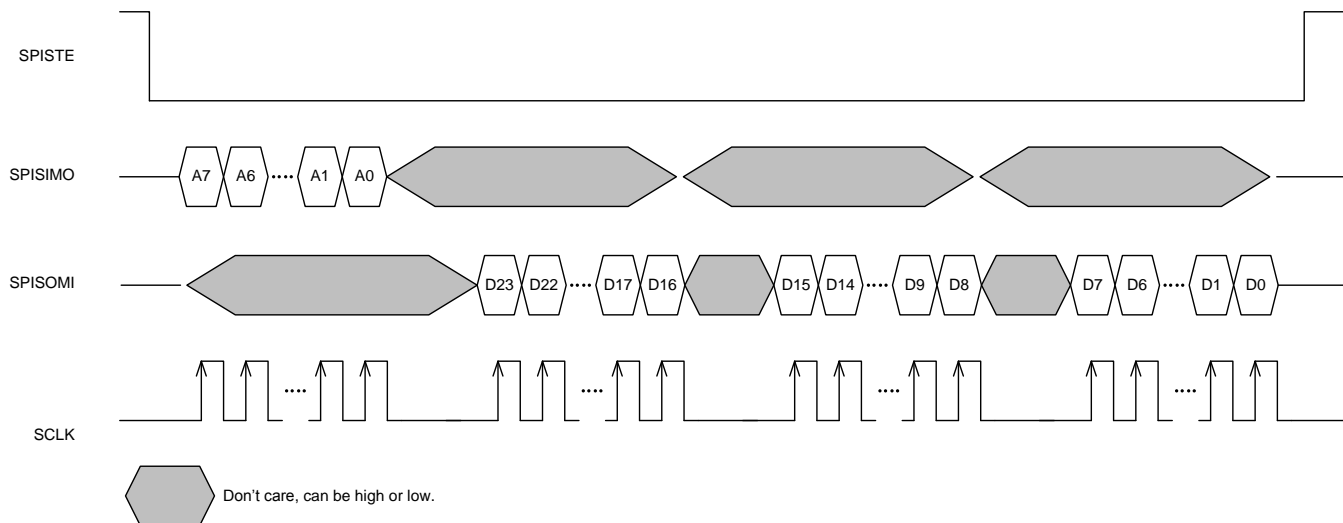 SPISTE
SPISIMO
A7 A6 .... A1 A0
SPISOMI
D23 D22 .... D17 D16 D15 D14 .... D9 D8 D7 D6 .... D1 D0
SCLK
.... .... .... ....
Don't care, can be high or low.